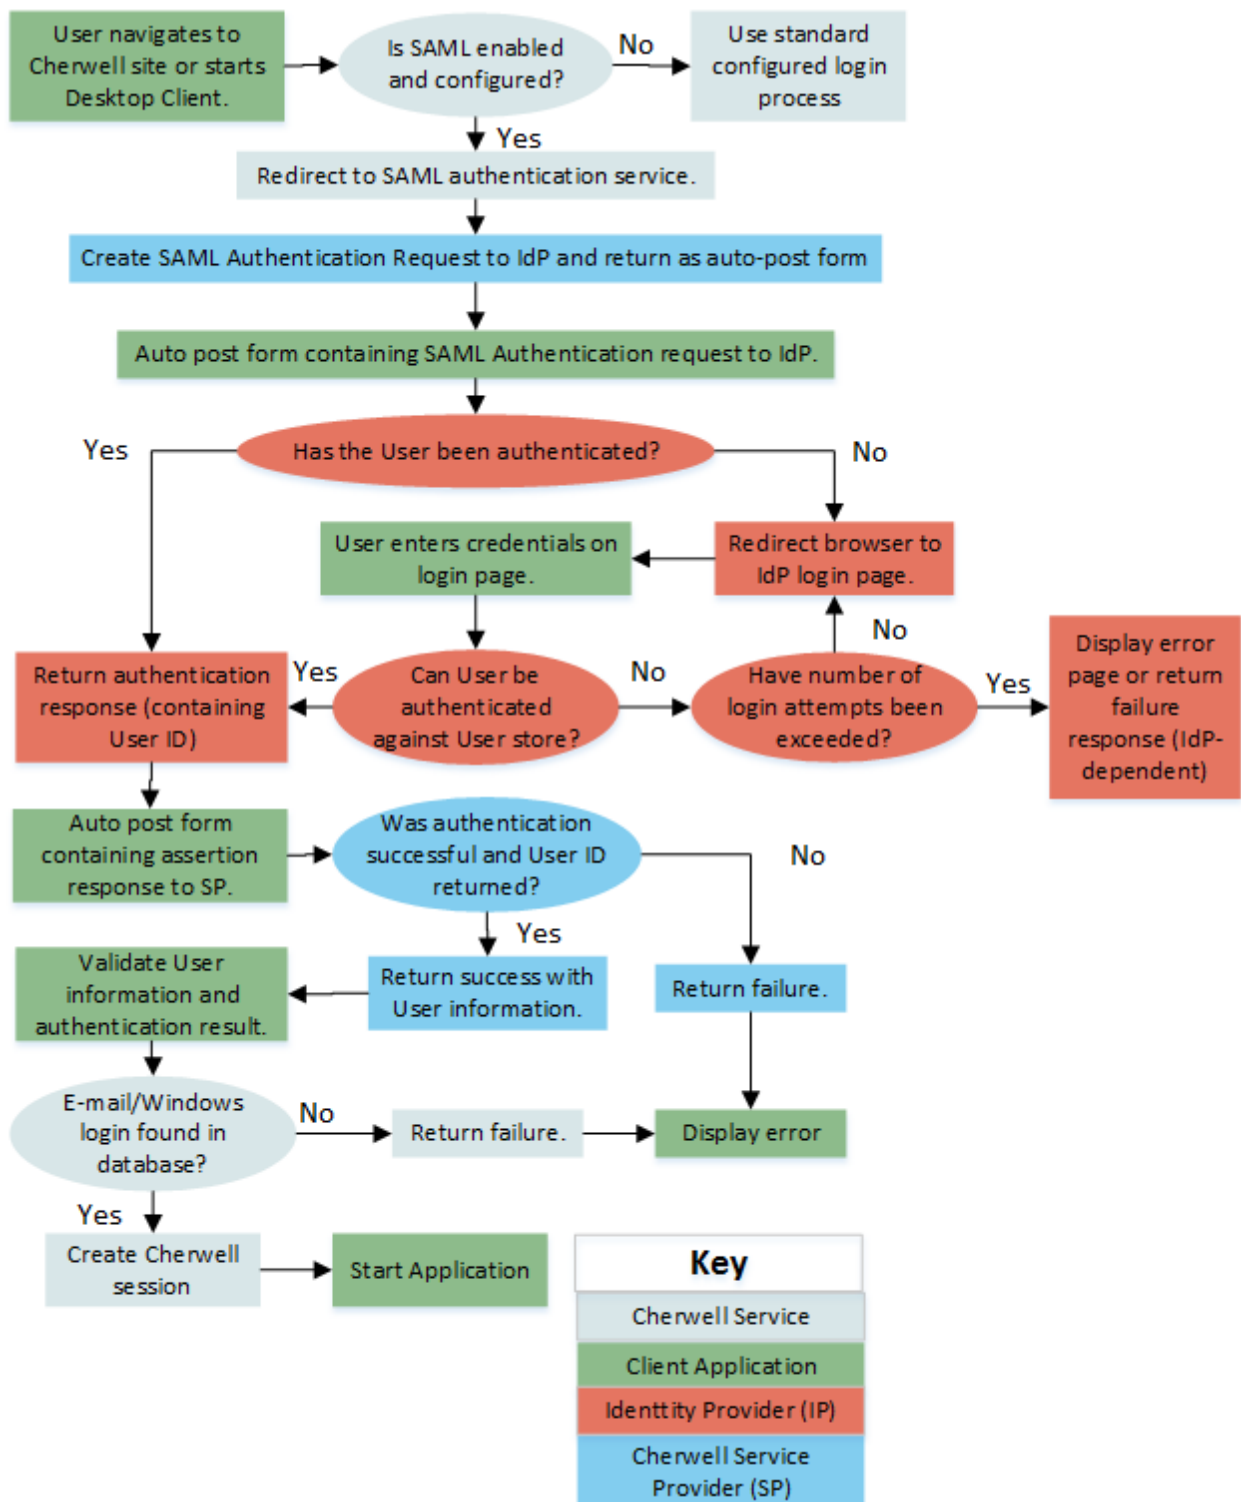 User navigates to
Cherwell site or starts
Desktop Client.
Is SAML enabled
and configured?
No
Use standard
configured login
process
Yes
Redirect to SAML authentication service.
Create SAML Authentication Request to IdP and return as auto-post form
Auto post form containing SAML Authentication request to IdP.
Yes
Has the User been authenticated?
No
User enters credentials on
login page.
Redirect browser to
IdP login page.
No
Return authentication
response (containing
User ID)
Yes
Can User be
authenticated
against User store?
No
Have number of
login attempts been
exceeded?
Yes
Display error
page or return
failure
response (IdP-
dependent)
Auto post form
containing assertion
response to SP.
Was authentication
successful and User ID
returned?
No
Yes
Validate User
information and
authentication result.
Return success with
User information.
Return failure.
E-mail/Windows
login found in
database?
No
Return failure.
Display error
Yes
Create Cherwell
session
Start Application
Key
Cherwell Service
Client Application
Identtity Provider (IP)
Cherwell Service
Provider (SP)